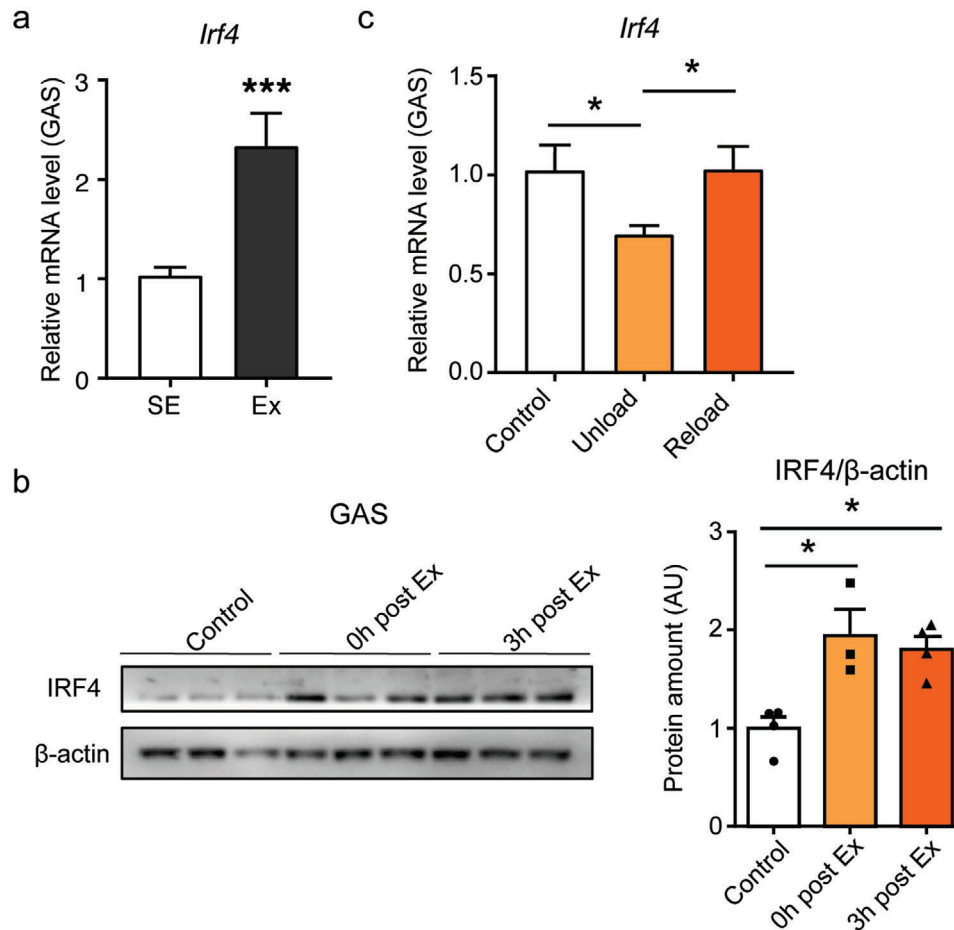 a
Irf4
Relative mRNA level (GAS)
3
2
1
0
***
SE
Ex
c
Irf4
Relative mRNA level (GAS)
1.5
1.0
0.5
0.0
*
*
Control
Unload
Reload
b
GAS
Control
0h post Ex
3h post Ex
IRF4
β-actin
IRF4/β-actin
Protein amount (AU)
3
2
1
0
*
*
Control
0h post Ex
3h post Ex